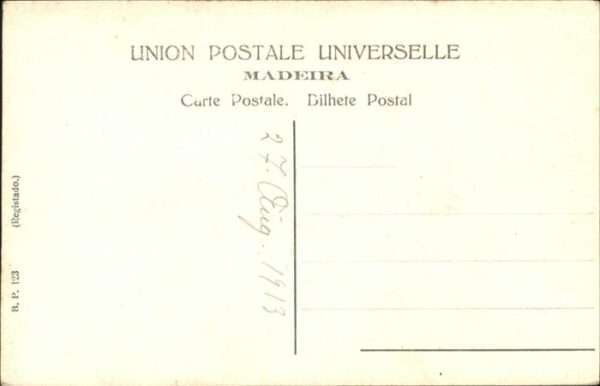 UNION POSTALE UNIVERSELLE
MADEIRA
Carte Postale. Bilhete Postal
27. Aug. 1913
(Registado.)
B. P. 123